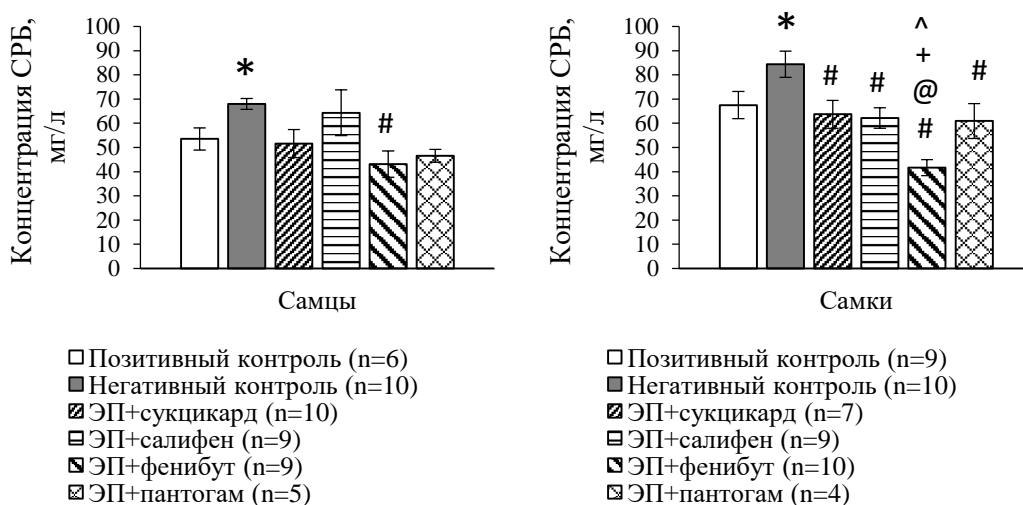 Концентрация СРБ,
мг/л
100
90
80
70
60
50
40
30
20
10
0
*
#
Самцы
Позитивный контроль (n=6)
Негативный контроль (n=10)
ЭП+сукцикард (n=10)
ЭП+салифен (n=9)
ЭП+фенибут (n=9)
ЭП+пантогам (n=5)
Концентрация СРБ,
мг/л
100
90
80
70
60
50
40
30
20
10
0
*
#
#
^
+
@
#
#
Самки
Позитивный контроль (n=9)
Негативный контроль (n=10)
ЭП+сукцикард (n=7)
ЭП+салифен (n=9)
ЭП+фенибут (n=10)
ЭП+пантогам (n=4)